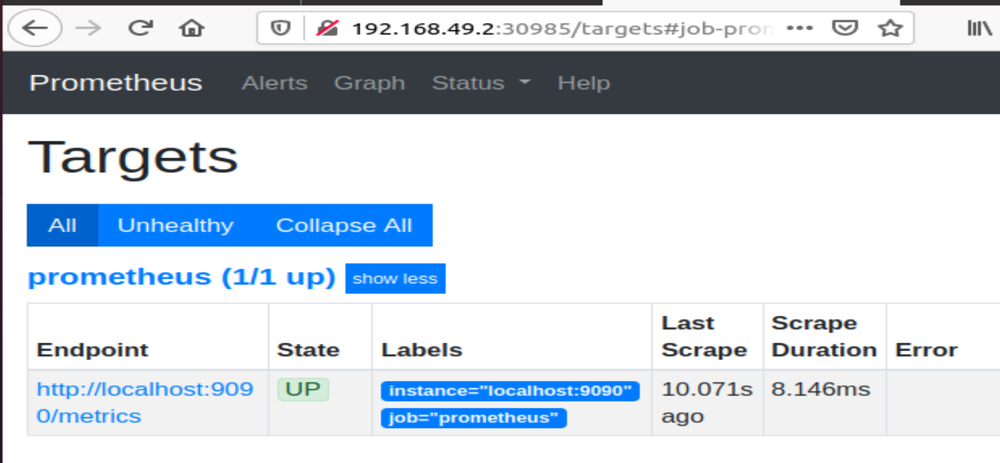 192.168.49.2:30985/targets#job-pro
Prometheus Alerts Graph Status Help
Targets
All Unhealthy Collapse All
prometheus (1/1 up) show less
Endpoint State Labels Last Scrape Scrape Duration Error
http://localhost:9090/metrics UP instance="localhost:9090" job="prometheus" 10.071s ago 8.146ms